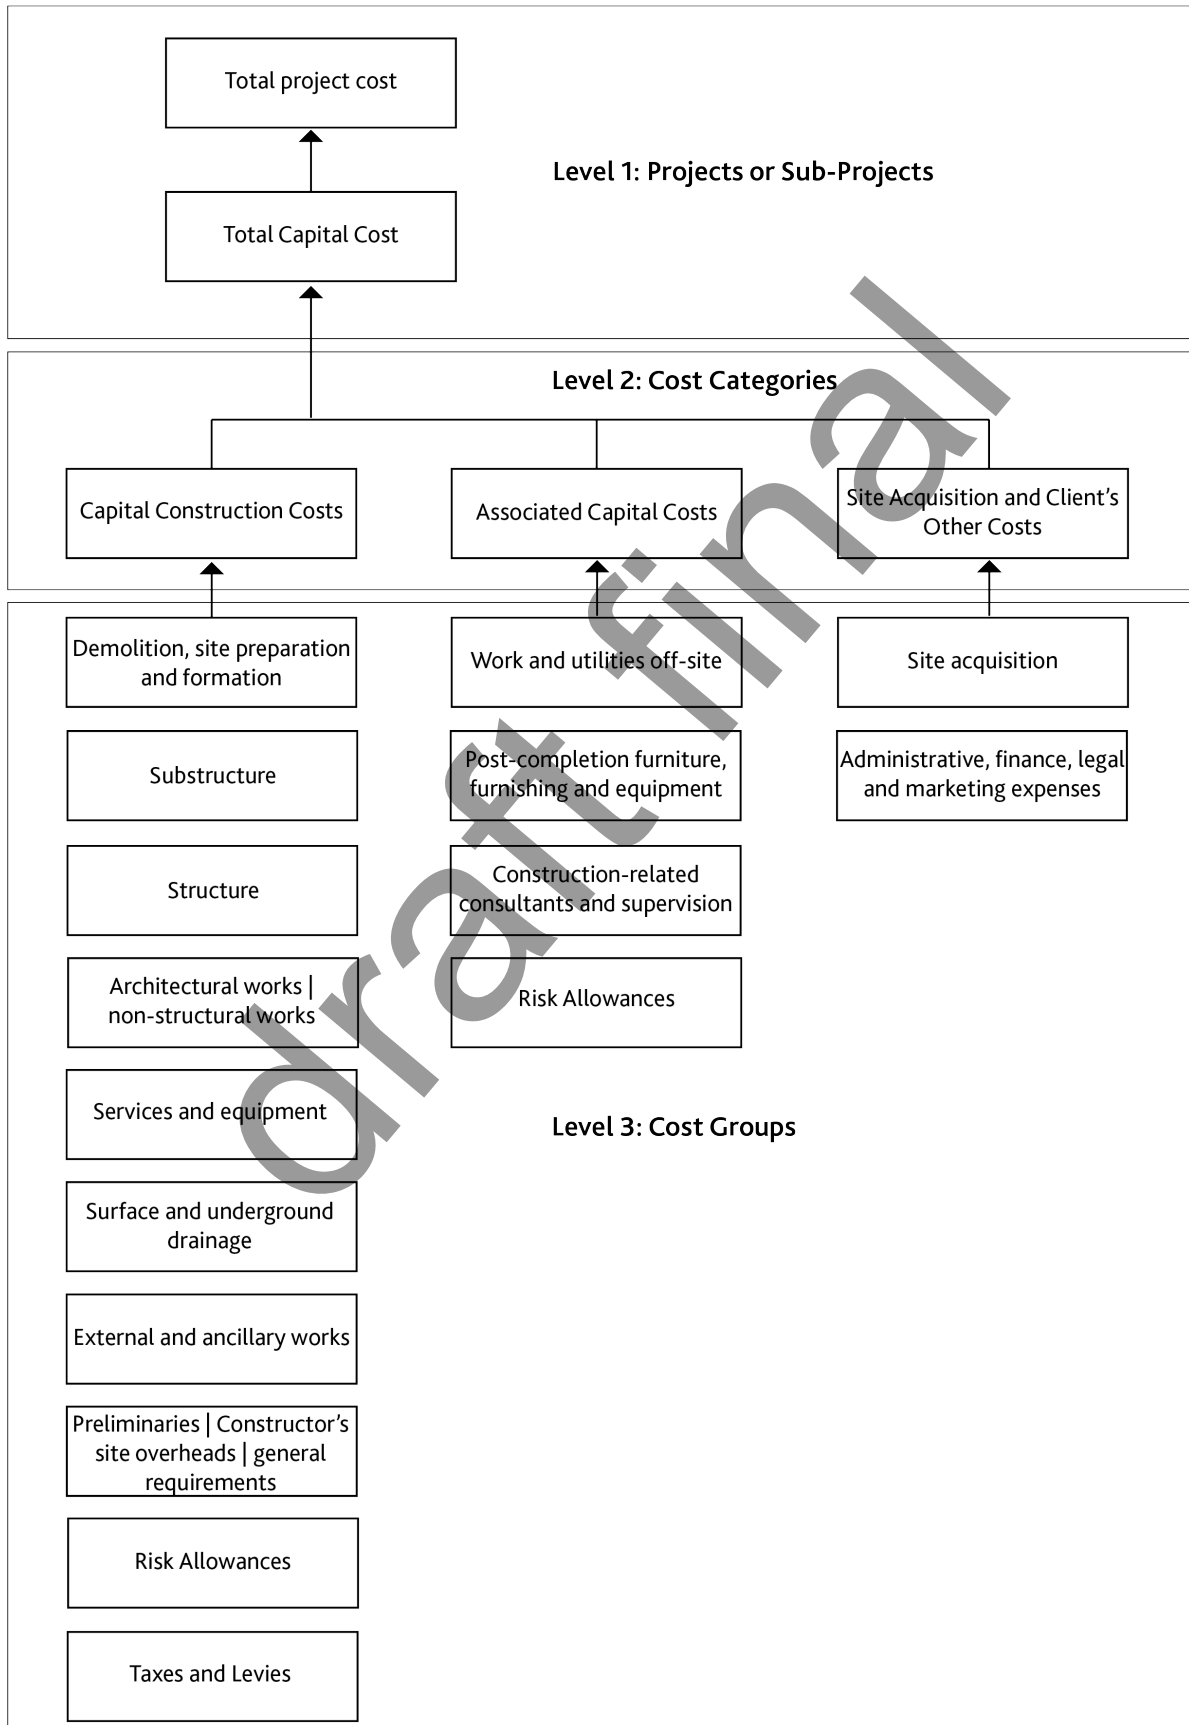 Total project cost
Level 1: Projects or Sub-Projects
Total Capital Cost
Level 2: Cost Categories
Capital Construction Costs
Associated Capital Costs
Site Acquisition and Client’s
Other Costs
Demolition, site preparation
and formation
Work and utilities off-site
Site acquisition
Substructure
Post-completion furniture,
furnishing and equipment
Administrative, finance, legal
and marketing expenses
Structure
Construction-related
consultants and supervision
Architectural works |
non-structural works
Risk Allowances
Services and equipment
Level 3: Cost Groups
Surface and underground
drainage
External and ancillary works
Preliminaries | Constructor’s
site overheads | general
requirements
Risk Allowances
Taxes and Levies
draft final